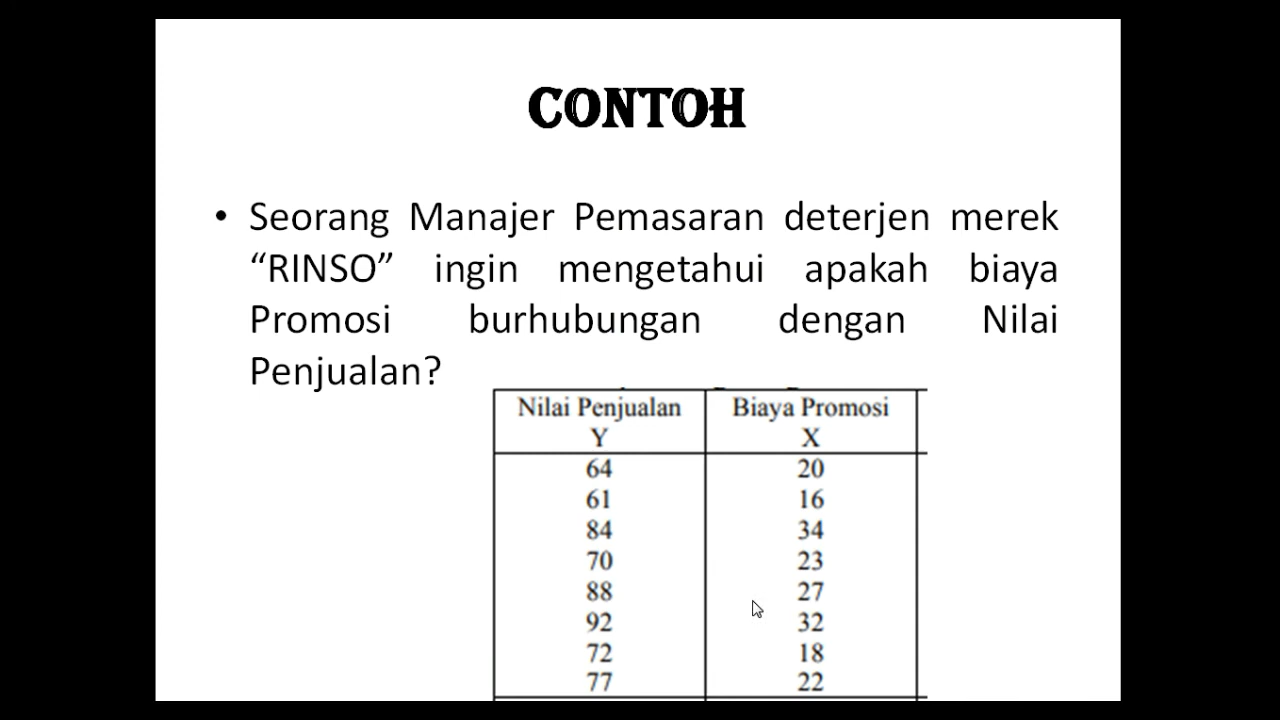 CONTOH
• Seorang Manajer Pemasaran deterjen merek
“RINSO” ingin mengetahui apakah biaya
Promosi burhubungan dengan Nilai
Penjualan?
Nilai Penjualan Biaya Promosi
Y X
64 20
61 16
84 34
70 23
88 27
92 32
72 18
77 22